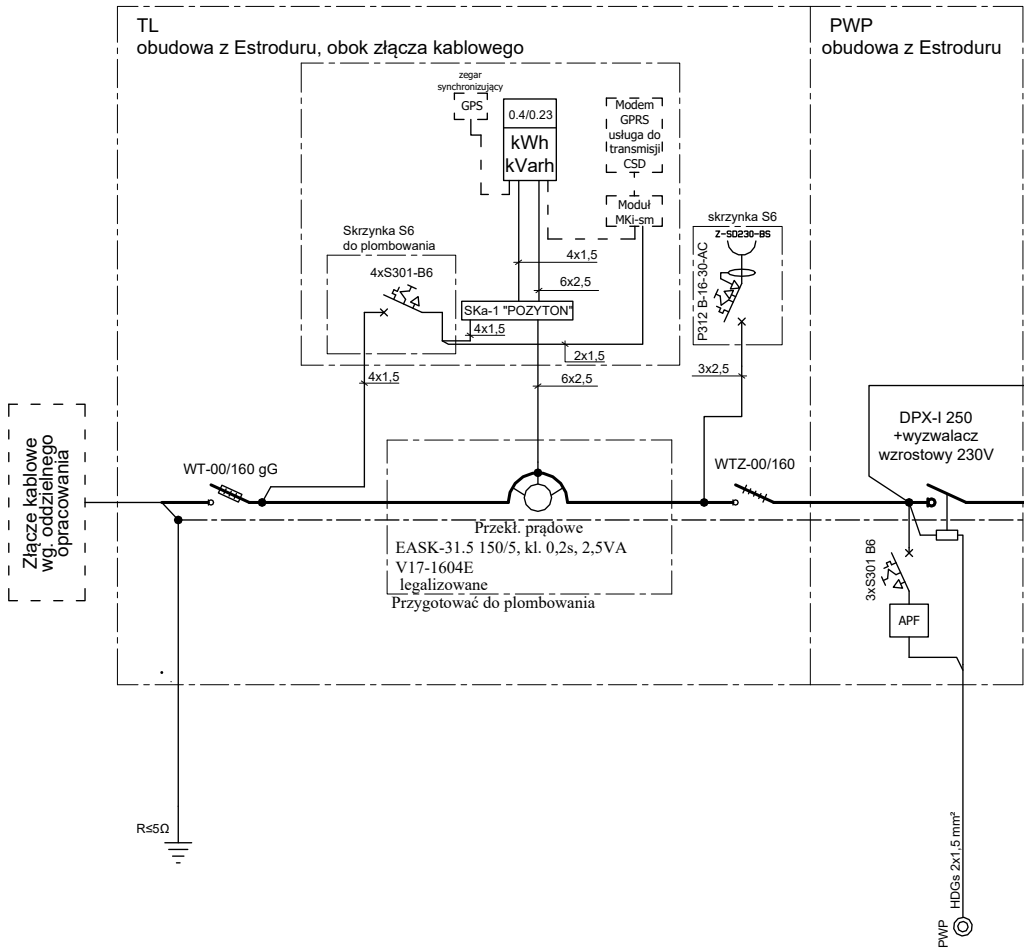 TL
obudowa z Estroduru, obok złącza kablowego
PWP
obudowa z Estroduru
zegar
synchronizujący
GPS
0.4/0.23
kWh
kVarh
Modem
GPRS
usługa do
transmisji
CSD
Moduł
MKi-sm
Skrzynka S6
do plombowania
4xS301-B6
skrzynka S6
Z-SD230-BS
P312 B-16-30-AC
4x1,5
6x2,5
SKa-1 "POZYTON"
4x1,5
2x1,5
4x1,5
6x2,5
3x2,5
Złącze kablowe
wg. oddzielnego
opracowania
WT-00/160 gG
WTZ-00/160
DPX-I 250
+wyzwalacz
wzrostowy 230V
Przekł. prądowe
EASK-31.5 150/5, kl. 0,2s, 2,5VA
V17-1604E
legalizowane
Przygotować do plombowania
3xS301 B6
APF
R≤5Ω
HDGs 2x1,5 mm²
PWP